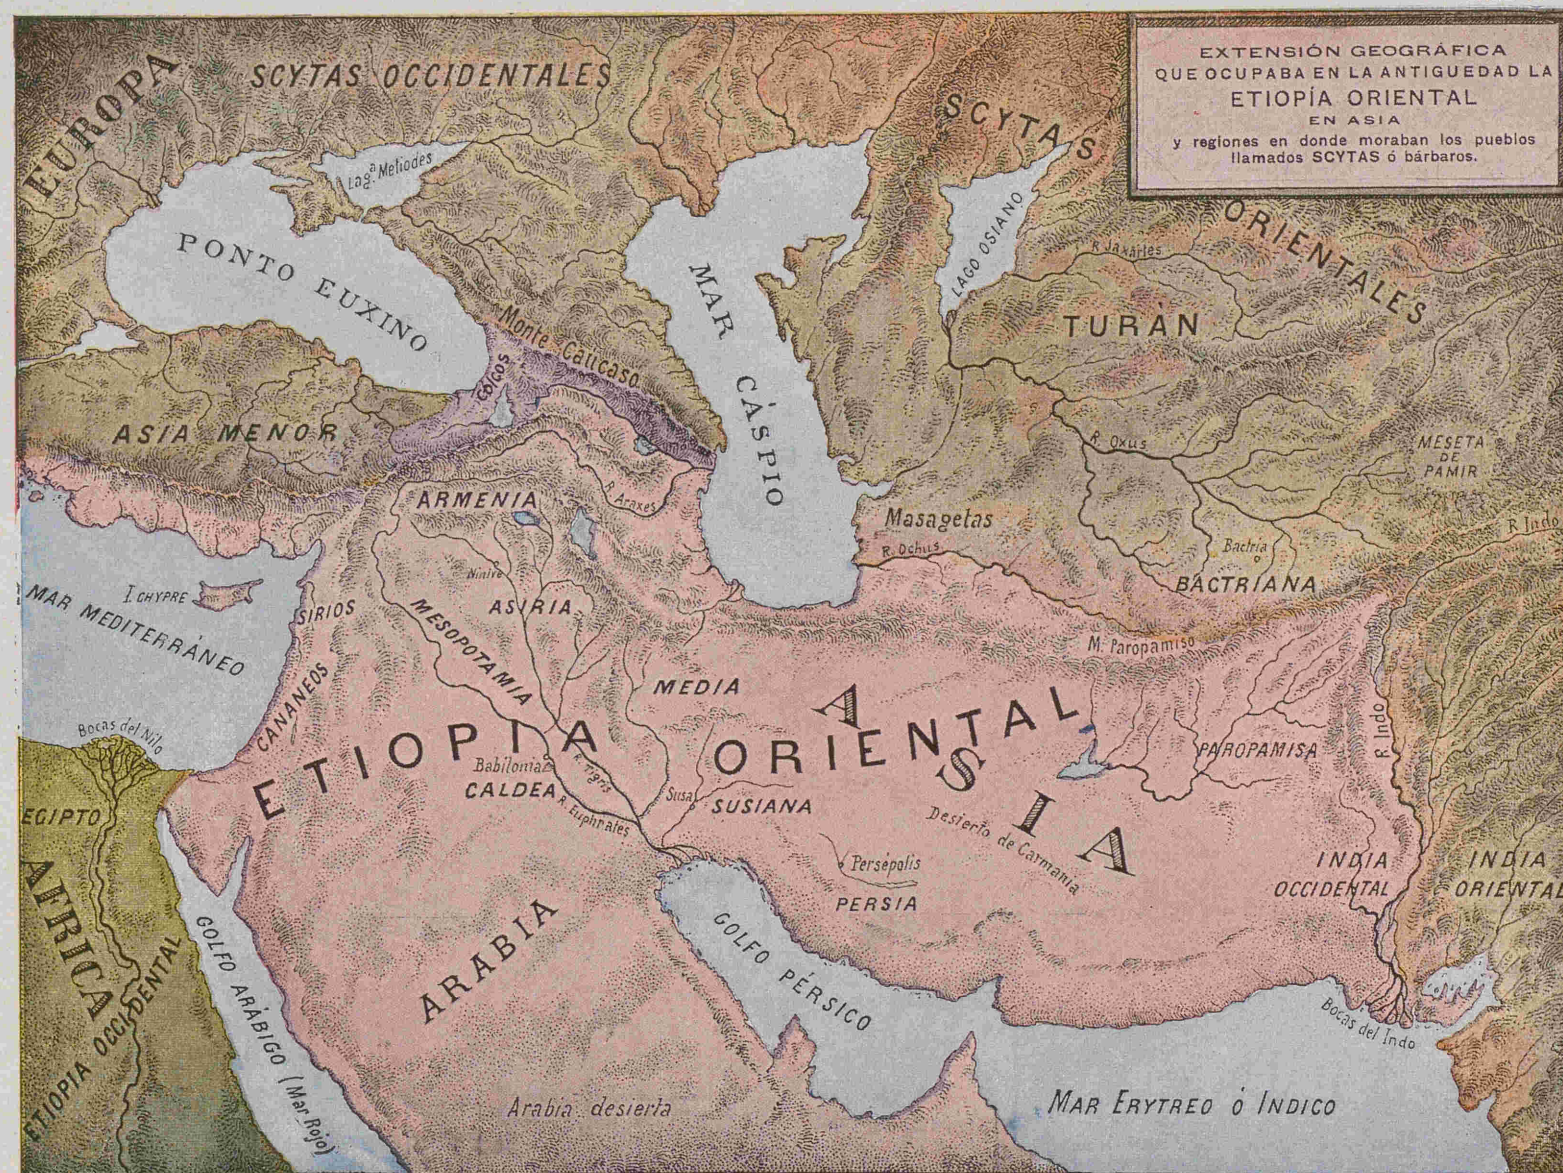 EXTENSIÓN GEOGRÁFICA
QUE OCUPABA EN LA ANTIGUEDAD LA
ETIOPÍA ORIENTAL
EN ASIA
y regiones en donde moraban los pueblos
llamados SCYTAS ó bárbaros.
EUROPA
SCYTAS OCCIDENTALES
SCYTAS
ORIENTALES
Lag.ª Meliodes
PONTO EUXINO
MAR CÁSPIO
LAGO OSIANO
R. Jaxartes
TURÁN
Monte Caucaso
COLCOS
ASIA MENOR
R. Oxus
MESETA
DE
PAMIR
ARMENIA
R. Araxes
Masagetas
R. Ochus
Bactria
BACTRIANA
R. Indo
I. CHYPRE
MAR MEDITERRÁNEO
SIRIOS
Ninive
ASIRIA
MESOPOTAMIA
M. Paropamiso
CANANEOS
MEDIA
ASIA
ETIOPIA ORIENTAL
Bocas del Nilo
Babilonia
R. Tigris
CALDEA
R. Euphrates
Susa
SUSIANA
PAROPAMISA
R. Indo
EGIPTO
Desierto de Carmania
Persépolis
PERSIA
INDIA
OCCIDENTAL
INDIA
ORIENTAL
AFRICA
ETIOPIA OCCIDENTAL
GOLFO ARÁBIGO (Mar Rojo)
ARABIA
GOLFO PÉRSICO
Bocas del Indo
Arabia desierta
MAR ERYTREO ó INDICO